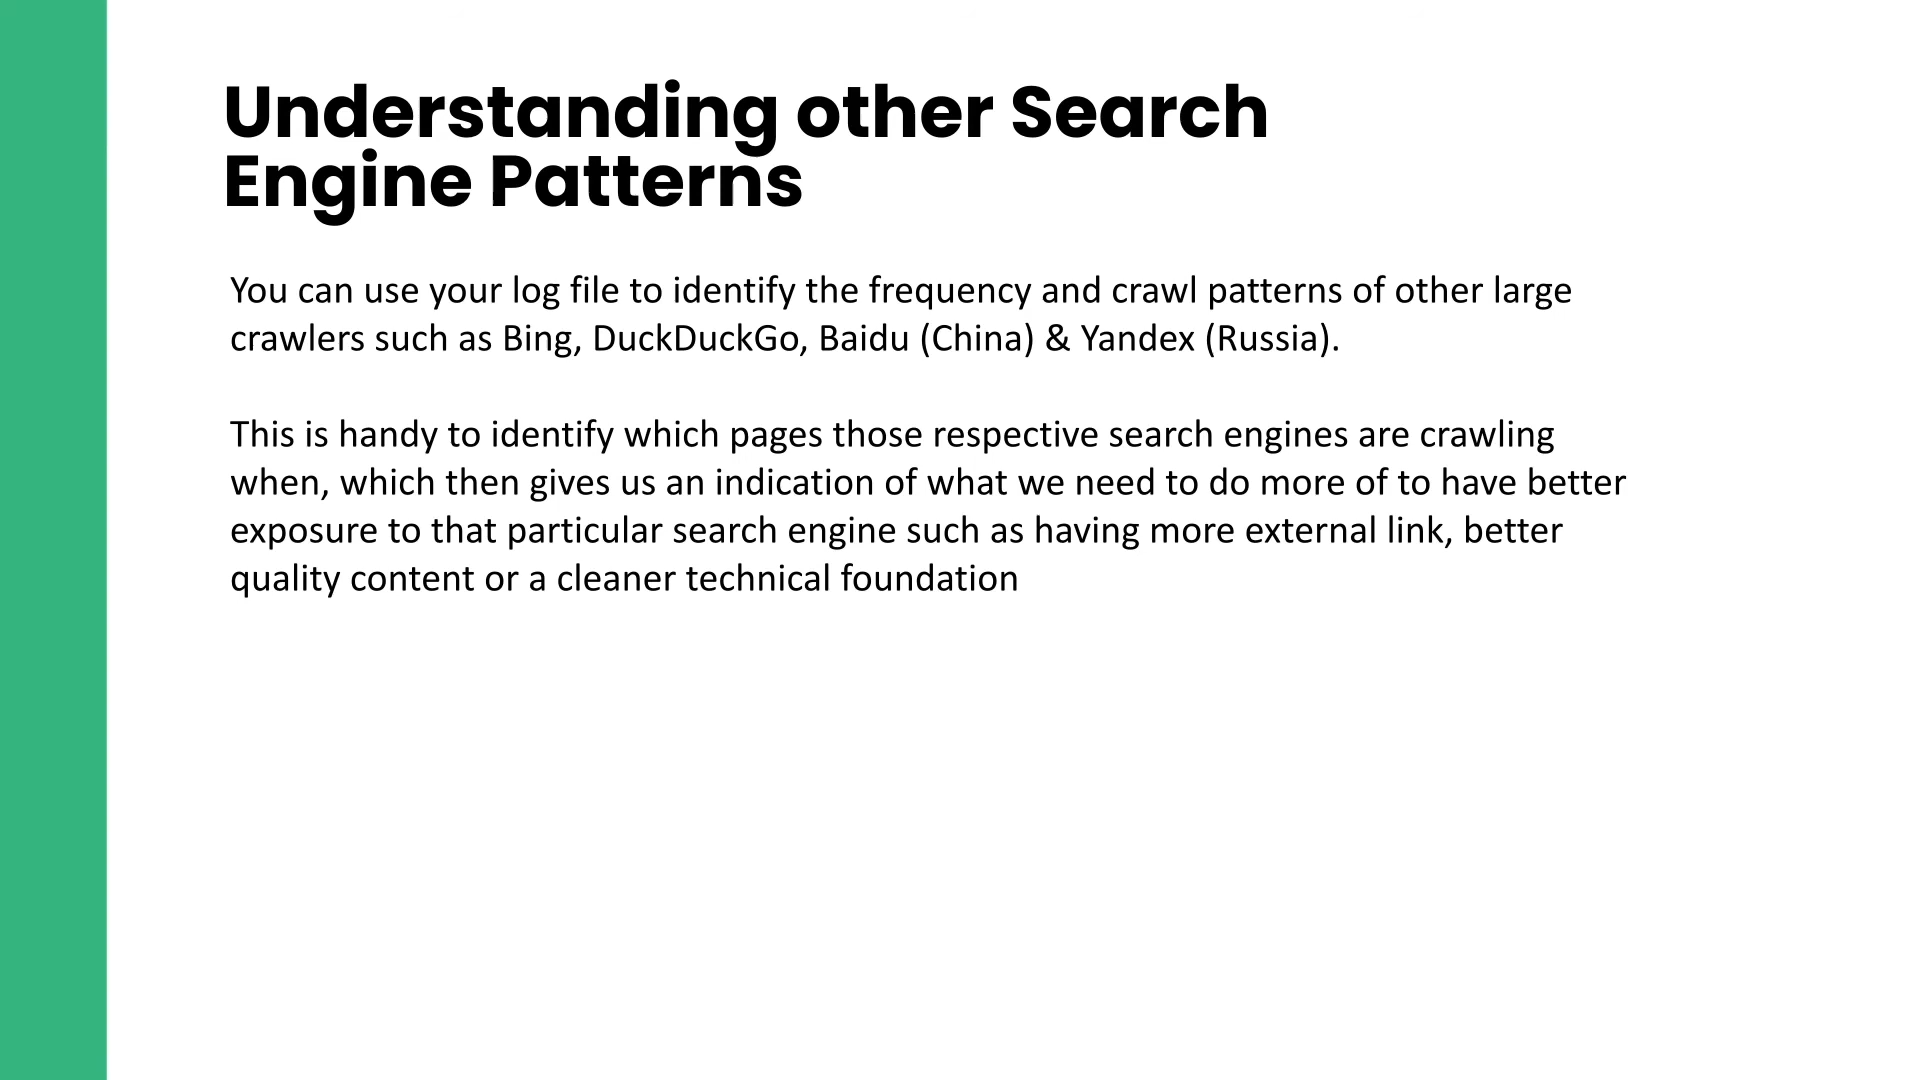 Understanding other Search
Engine Patterns
You can use your log file to identify the frequency and crawl patterns of other large
crawlers such as Bing, DuckDuckGo, Baidu (China) & Yandex (Russia).
This is handy to identify which pages those respective search engines are crawling
when, which then gives us an indication of what we need to do more of to have better
exposure to that particular search engine such as having more external link, better
quality content or a cleaner technical foundation